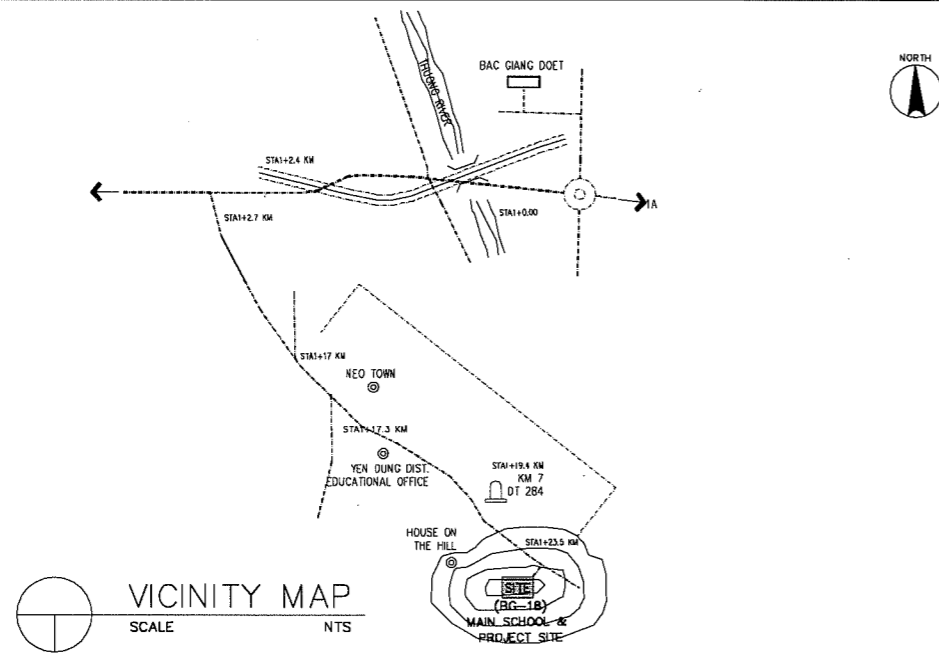 NORTH
BAC GIANG DOET
THUONG RIVER
STA1+2.4 KM
1A
STA1+0.00
STA1+2.7 KM
STA1+17 KM
NEO TOWN
STA1+17.3 KM
YEN DUNG DIST.
EDUCATIONAL OFFICE
STA1+19.4 KM
KM 7
DT 284
HOUSE ON
THE HILL
STA1+23.5 KM
SITE
(BG-18)
MAIN SCHOOL &
PROJECT SITE
VICINITY MAP
SCALE NTS